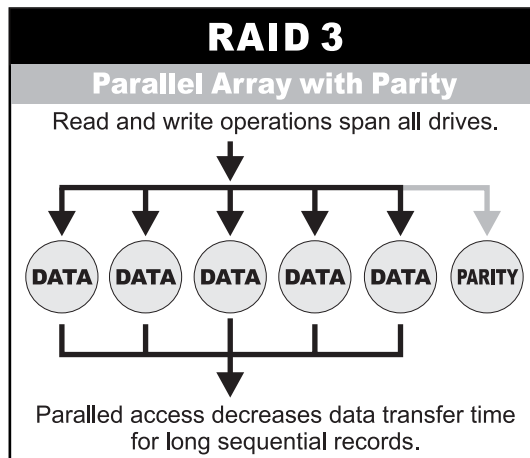 RAID 3
Parallel Array with Parity
Read and write operations span all drives.
DATA DATA DATA DATA DATA PARITY
Paralled access decreases data transfer time
for long sequential records.